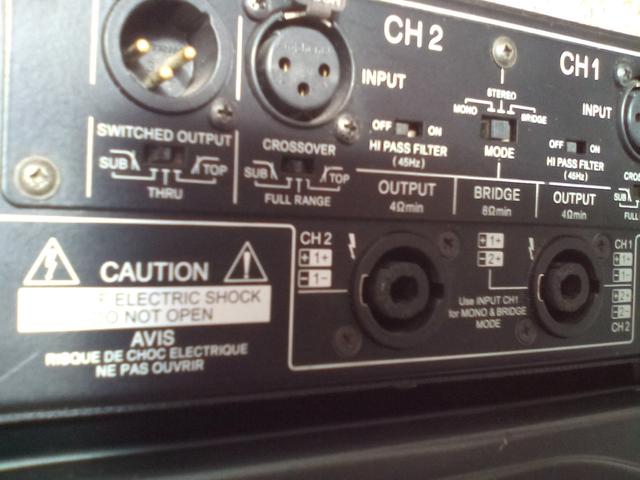 CH 2
CH 1
INPUT
INPUT
STEREO
MONO
BRIDGE
OFF
ON
HI PASS FILTER
(45Hz)
MODE
OFF
ON
HI PASS FILTER
(45Hz)
SWITCHED OUTPUT
SUB
TOP
THRU
CROSSOVER
SUB
TOP
FULL RANGE
SUB
OUTPUT
4Ωmin
BRIDGE
8Ωmin
OUTPUT
4Ωmin
CH 2
+ 1+
− 1−
+ 1+
− 2+
CH 1
+ 1+
− 1−
+ 2+
− 2−
CH 2
Use INPUT CH1
for MONO & BRIDGE
MODE
CAUTION
ELECTRIC SHOCK
NOT OPEN
AVIS
RISQUE DE CHOC ELECTRIQUE
NE PAS OUVRIR